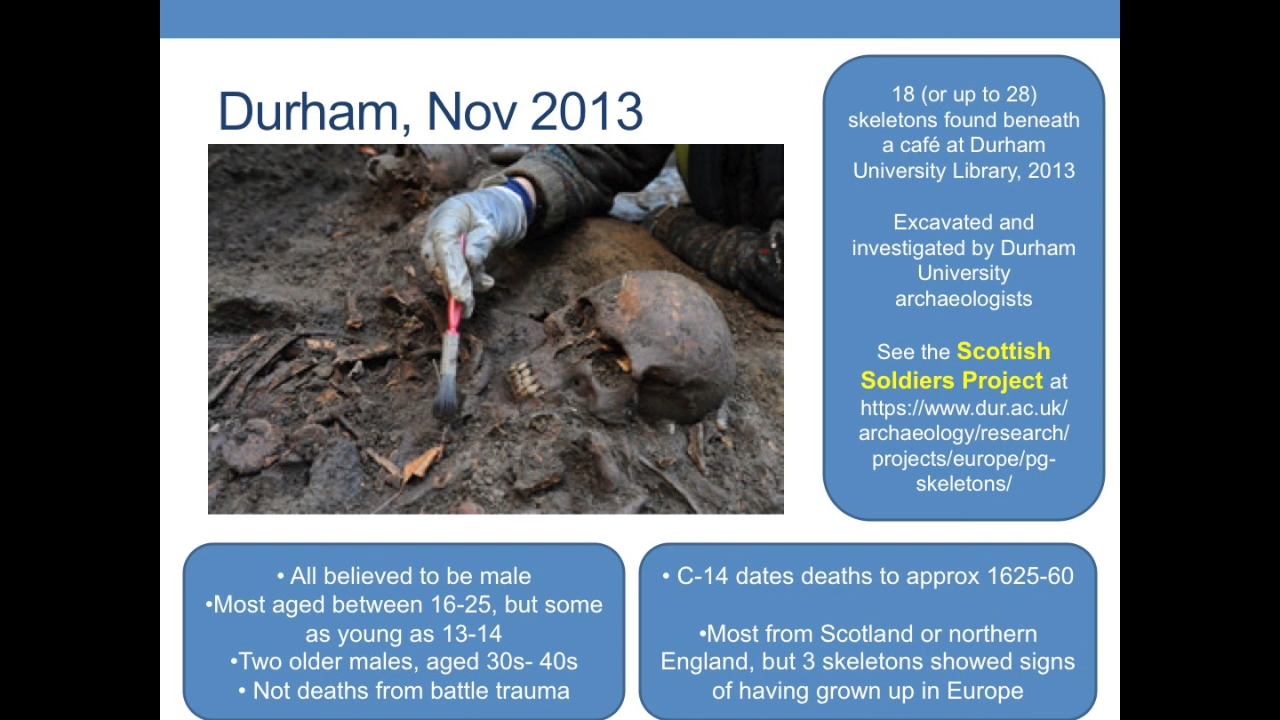 Durham, Nov 2013
18 (or up to 28)
skeletons found beneath
a café at Durham
University Library, 2013
Excavated and
investigated by Durham
University
archaeologists
See the Scottish
Soldiers Project at
https://www.dur.ac.uk/
archaeology/research/
projects/europe/pg-
skeletons/
• All believed to be male
•Most aged between 16-25, but some
as young as 13-14
•Two older males, aged 30s- 40s
• Not deaths from battle trauma
• C-14 dates deaths to approx 1625-60
•Most from Scotland or northern
England, but 3 skeletons showed signs
of having grown up in Europe